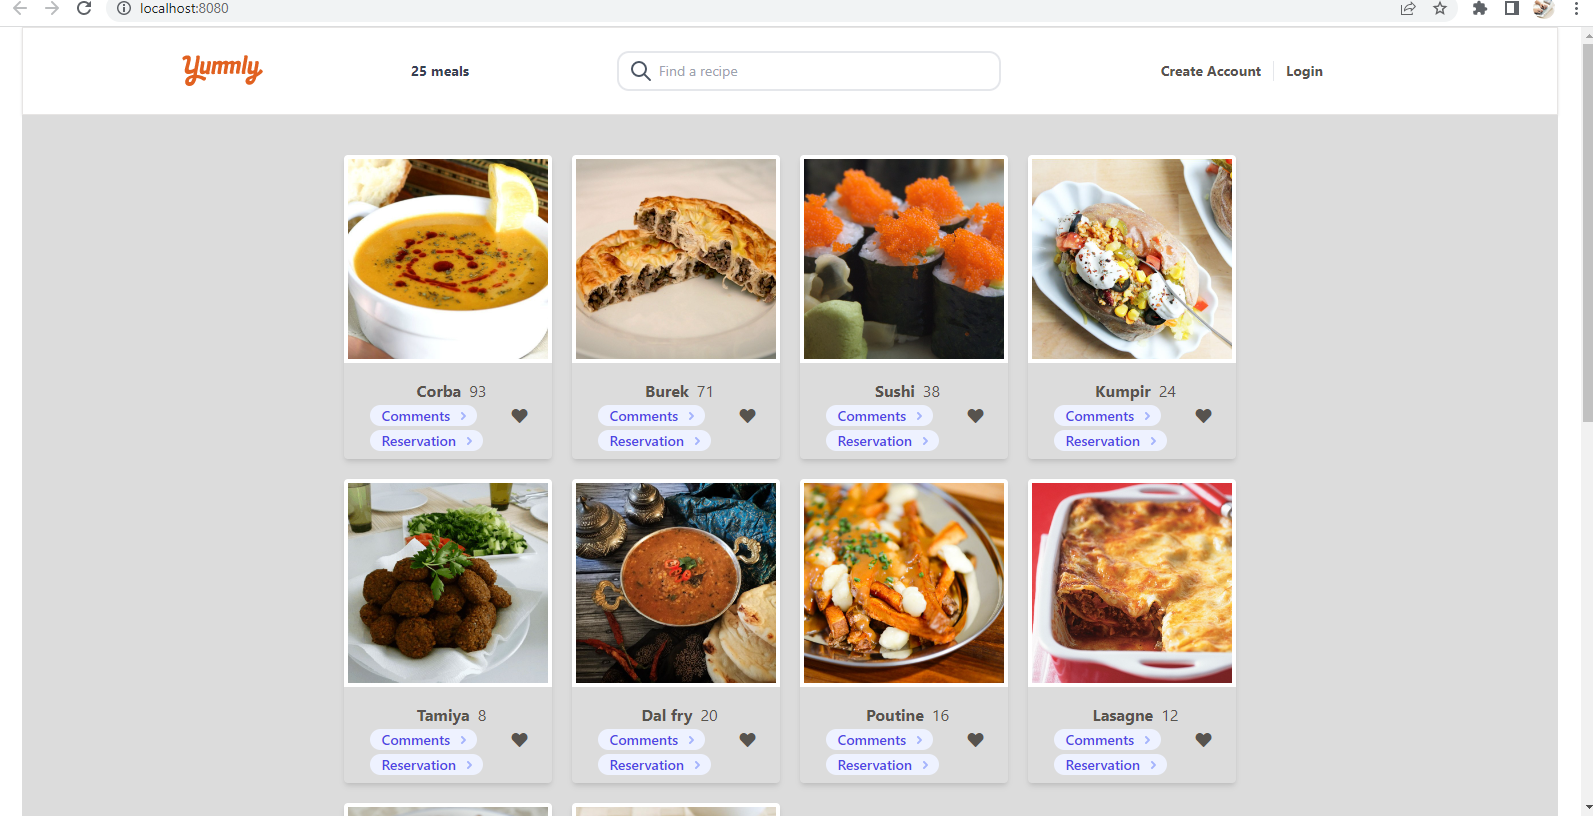 localhost:8080
Yummly
25 meals
Find a recipe
Create Account
Login
Corba 93
Comments
Reservation
Burek 71
Comments
Reservation
Sushi 38
Comments
Reservation
Kumpir 24
Comments
Reservation
Tamiya 8
Comments
Reservation
Dal fry 20
Comments
Reservation
Poutine 16
Comments
Reservation
Lasagne 12
Comments
Reservation